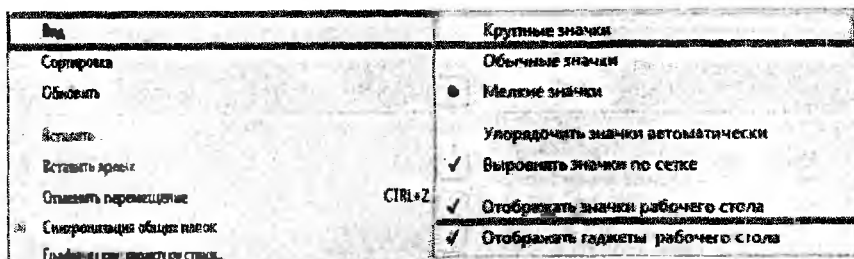 Вид
Сортировка
Обновить
Вставить
Вставить ярлык
Отменить перемещение CTRL+Z
Синхронизация общих папок
Крупные значки
Обычные значки
Мелкие значки
Упорядочить значки автоматически
Выровнять значки по сетке
Отображать значки рабочего стола
Отображать гаджеты рабочего стола